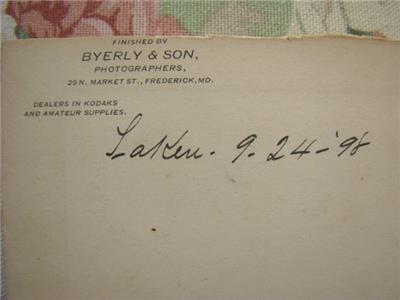 FINISHED BY
BYERLY & SON,
PHOTOGRAPHERS,
29 N. MARKET ST., FREDERICK, MD.
DEALERS IN KODAKS
AND AMATEUR SUPPLIES.
Taken - 9-24-'98